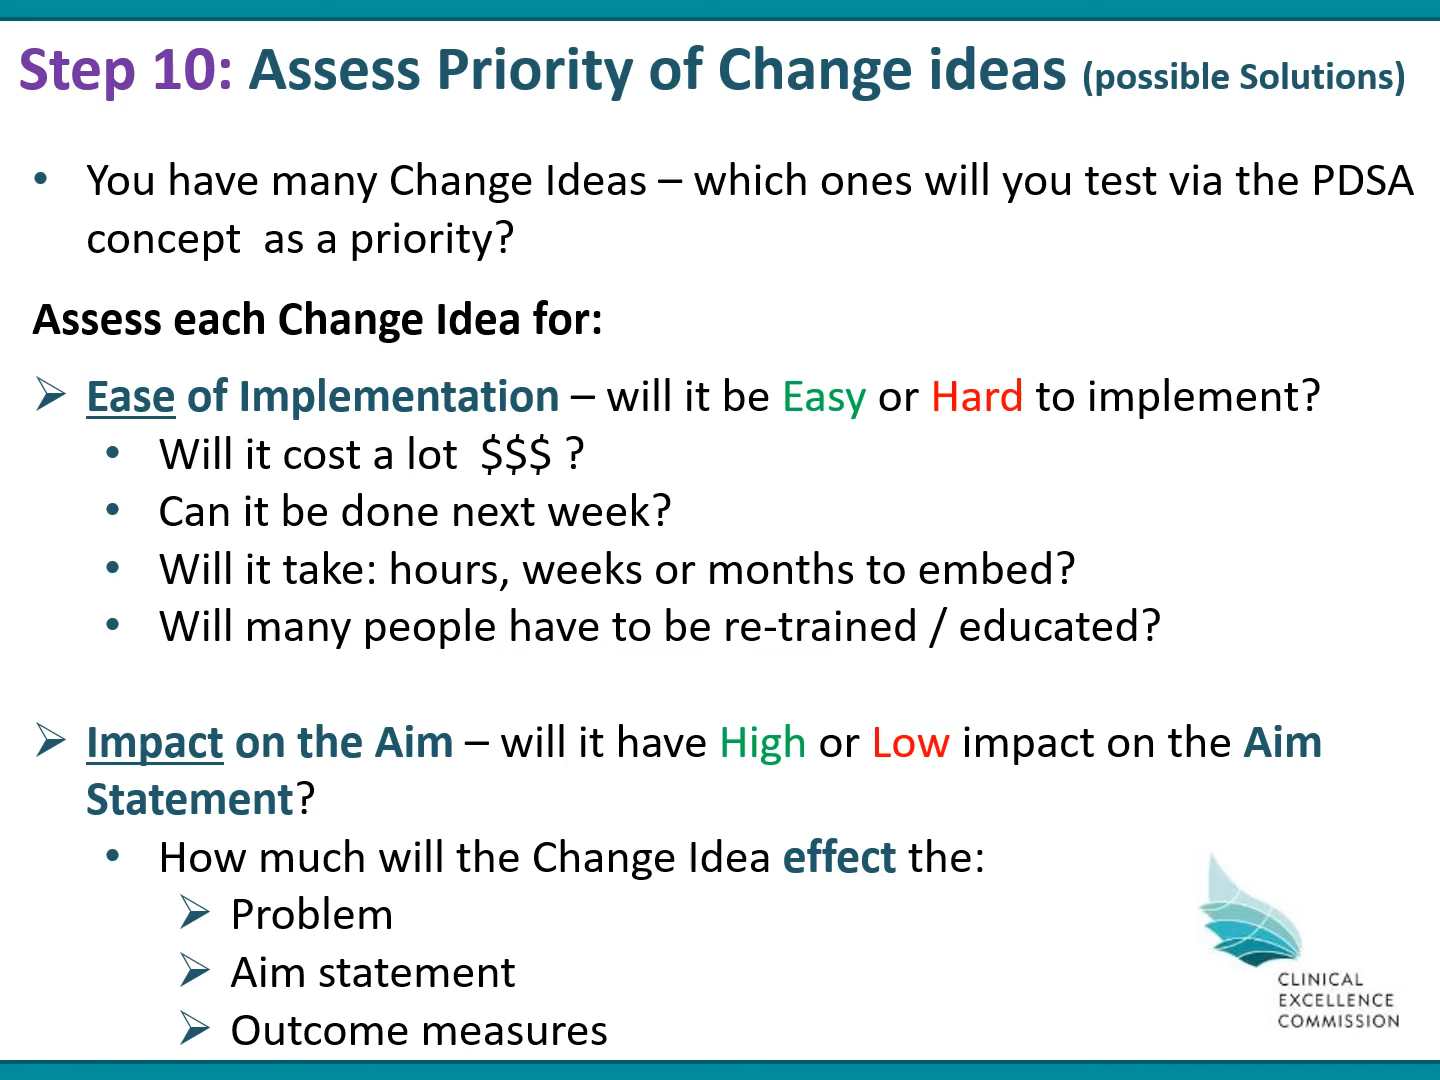 Step 10: Assess Priority of Change ideas (possible Solutions)
• You have many Change Ideas – which ones will you test via the PDSA
concept  as a priority?
Assess each Change Idea for:
➢ Ease of Implementation – will it be Easy or Hard to implement?
• Will it cost a lot  $$$ ?
• Can it be done next week?
• Will it take: hours, weeks or months to embed?
• Will many people have to be re-trained / educated?
➢ Impact on the Aim – will it have High or Low impact on the Aim
Statement?
• How much will the Change Idea effect the:
➢ Problem
➢ Aim statement
➢ Outcome measures
CLINICAL
EXCELLENCE
COMMISSION